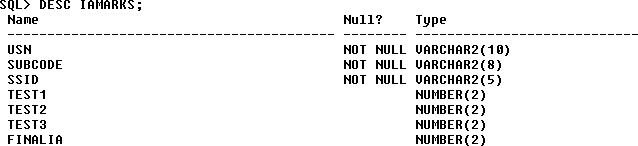 SQL> DESC IAMARKS;
Name Null? Type
----------------------------------------- -------- ----------------------------
USN NOT NULL VARCHAR2(10)
SUBCODE NOT NULL VARCHAR2(8)
SSID NOT NULL VARCHAR2(5)
TEST1 NUMBER(2)
TEST2 NUMBER(2)
TEST3 NUMBER(2)
FINALIA NUMBER(2)